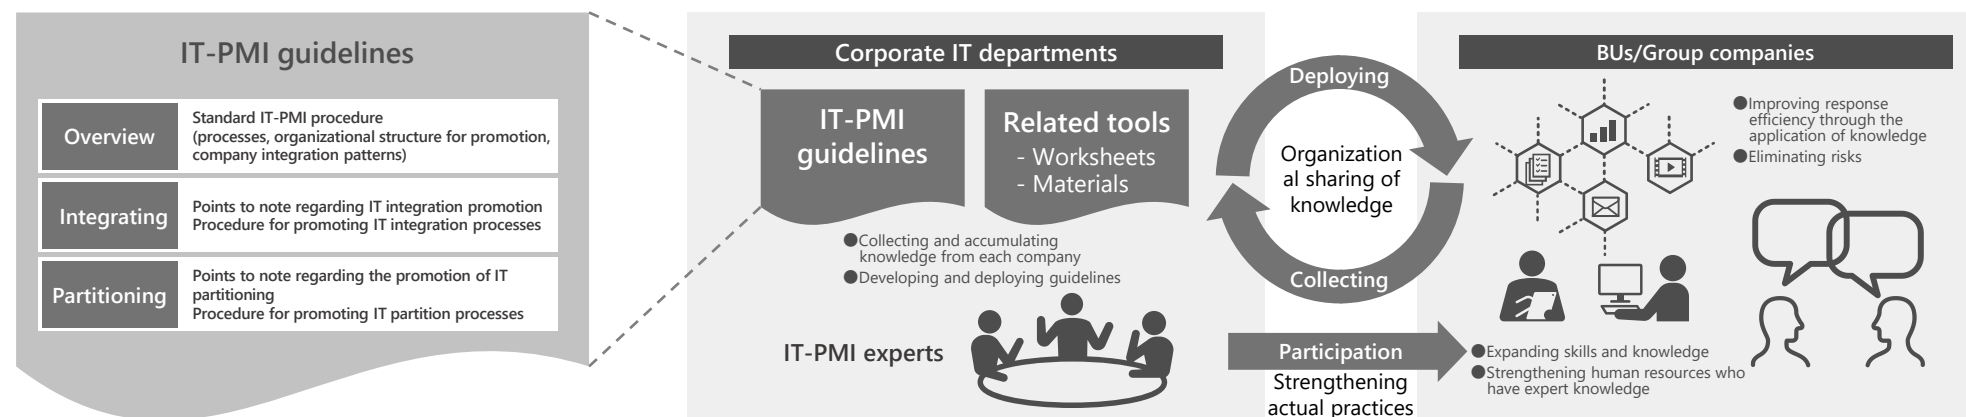 IT-PMI guidelines
Overview
Standard IT-PMI procedure
(processes, organizational structure for promotion,
company integration patterns)
Integrating
Points to note regarding IT integration promotion
Procedure for promoting IT integration processes
Partitioning
Points to note regarding the promotion of IT
partitioning
Procedure for promoting IT partition processes
Corporate IT departments
IT-PMI
guidelines
Related tools
- Worksheets
- Materials
●Collecting and accumulating
knowledge from each company
●Developing and deploying guidelines
IT-PMI experts
Deploying
Organization
al sharing of
knowledge
Collecting
Participation
Strengthening
actual practices
BUs/Group companies
●Improving response
efficiency through the
application of knowledge
●Eliminating risks
●Expanding skills and knowledge
●Strengthening human resources who
have expert knowledge